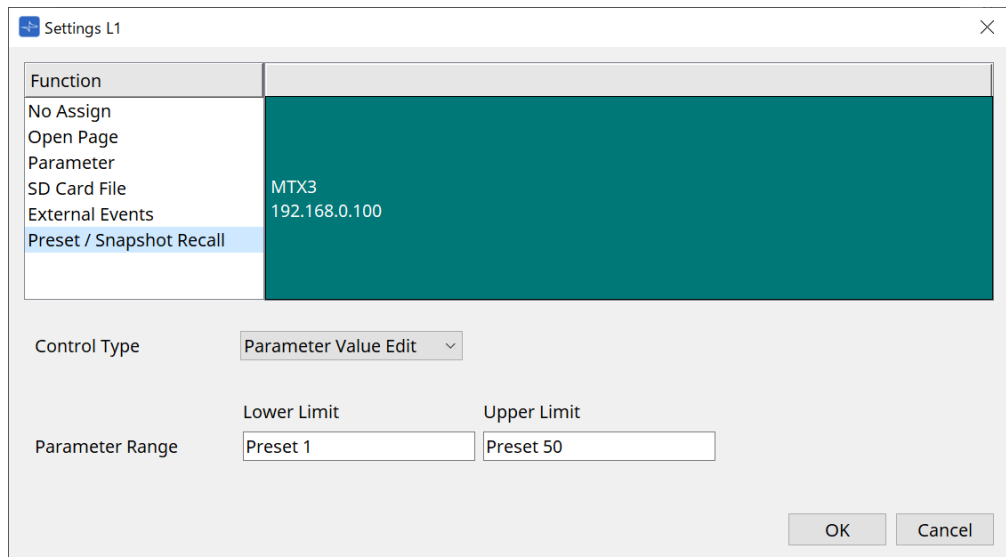 Settings L1
Function
No Assign
Open Page
Parameter
SD Card File
External Events
Preset / Snapshot Recall
MTX3
192.168.0.100
Control Type
Parameter Value Edit
Lower Limit
Upper Limit
Parameter Range
Preset 1
Preset 50
OK
Cancel